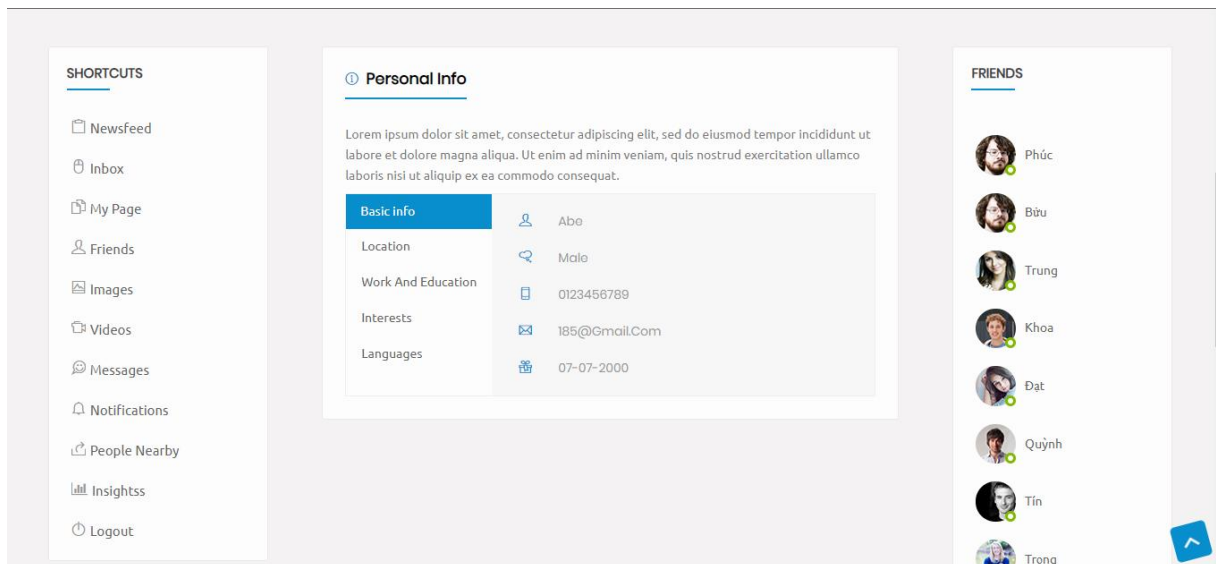 SHORTCUTS
Newsfeed
Inbox
My Page
Friends
Images
Videos
Messages
Notifications
People Nearby
Insightss
Logout
Personal Info
Lorem ipsum dolor sit amet, consectetur adipiscing elit, sed do eiusmod tempor incididunt ut
labore et dolore magna aliqua. Ut enim ad minim veniam, quis nostrud exercitation ullamco
laboris nisi ut aliquip ex ea commodo consequat.
Basic info
Location
Work And Education
Interests
Languages
Abe
Male
0123456789
185@Gmail.Com
07-07-2000
FRIENDS
Phúc
Bửu
Trung
Khoa
Đạt
Quỳnh
Tín